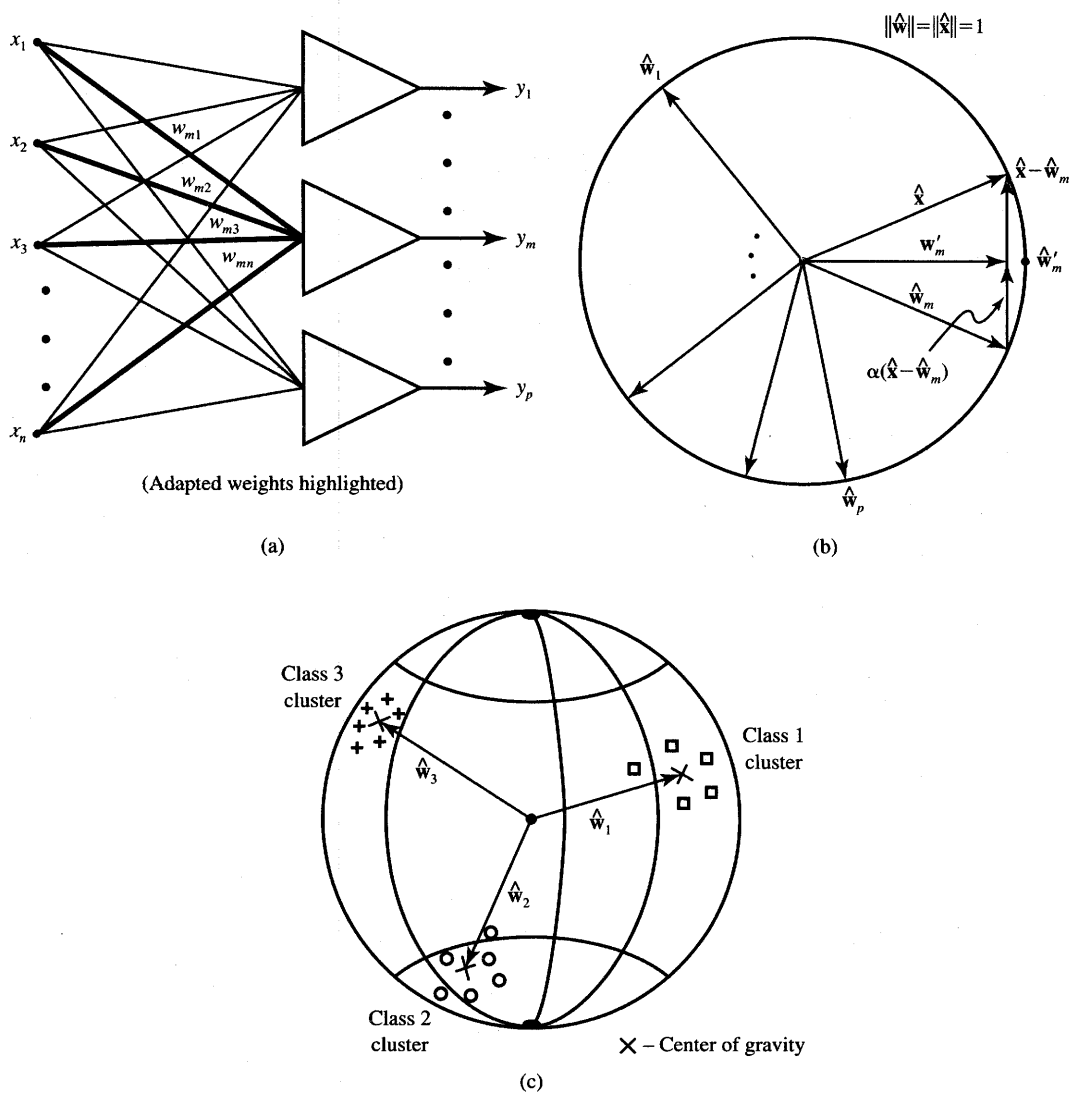 x₁
x₂
x₃
xₙ
wₘ₁
wₘ₂
wₘ₃
wₘₙ
y₁
yₘ
yₚ
(Adapted weights highlighted)
(a)
‖ŵ‖=‖x̂‖=1
ŵ₁
x̂
x̂–ŵₘ
w′ₘ
ŵ′ₘ
ŵₘ
α(x̂–ŵₘ)
ŵₚ
(b)
Class 3
cluster
Class 1
cluster
ŵ₃
ŵ₁
ŵ₂
Class 2
cluster
× – Center of gravity
(c)